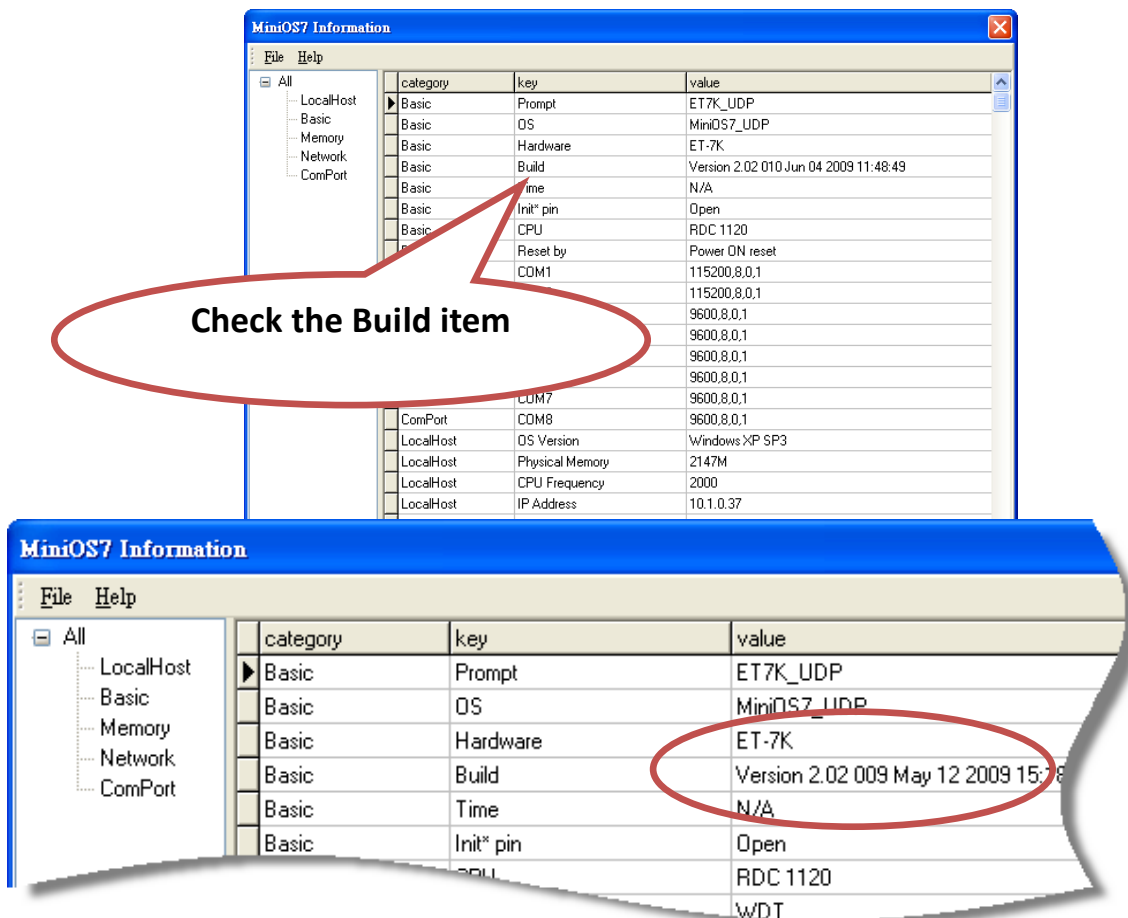 MiniOS7 Information
File Help
All
LocalHost
Basic
Memory
Network
ComPort
category key value
Basic Prompt ET7K_UDP
Basic OS MiniOS7_UDP
Basic Hardware ET-7K
Basic Build Version 2.02 010 Jun 04 2009 11:48:49
Basic Time N/A
Basic Init* pin Open
Basic CPU RDC 1120
Reset by Power ON reset
COM1 115200,8,0,1
115200,8,0,1
9600,8,0,1
9600,8,0,1
9600,8,0,1
9600,8,0,1
COM7 9600,8,0,1
ComPort COM8 9600,8,0,1
LocalHost OS Version Windows XP SP3
LocalHost Physical Memory 2147M
LocalHost CPU Frequency 2000
LocalHost IP Address 10.1.0.37
Check the Build item
MiniOS7 Information
File Help
All
LocalHost
Basic
Memory
Network
ComPort
category key value
Basic Prompt ET7K_UDP
Basic OS MiniOS7_UDP
Basic Hardware ET-7K
Basic Build Version 2.02 009 May 12 2009
Basic Time N/A
Basic Init* pin Open
CPU RDC 1120
WDT